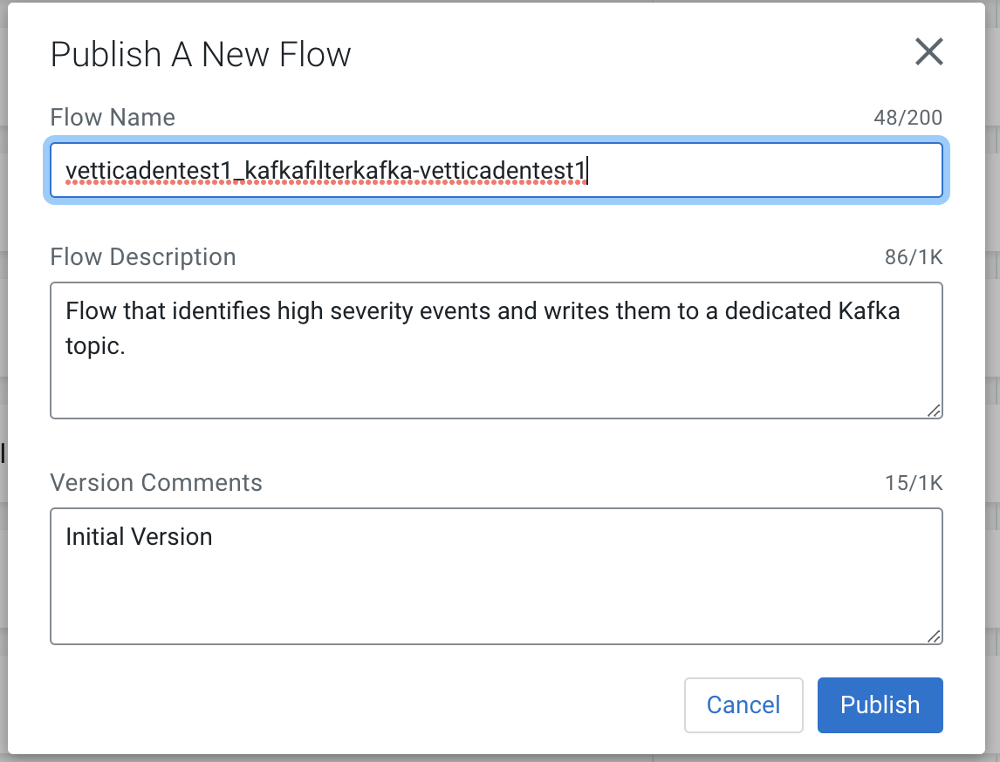 Publish A New Flow
Flow Name
48/200
vetticadentest1_kafkafilterkafka-vetticadentest1
Flow Description
86/1K
Flow that identifies high severity events and writes them to a dedicated Kafka
topic.
Version Comments
15/1K
Initial Version
Cancel
Publish